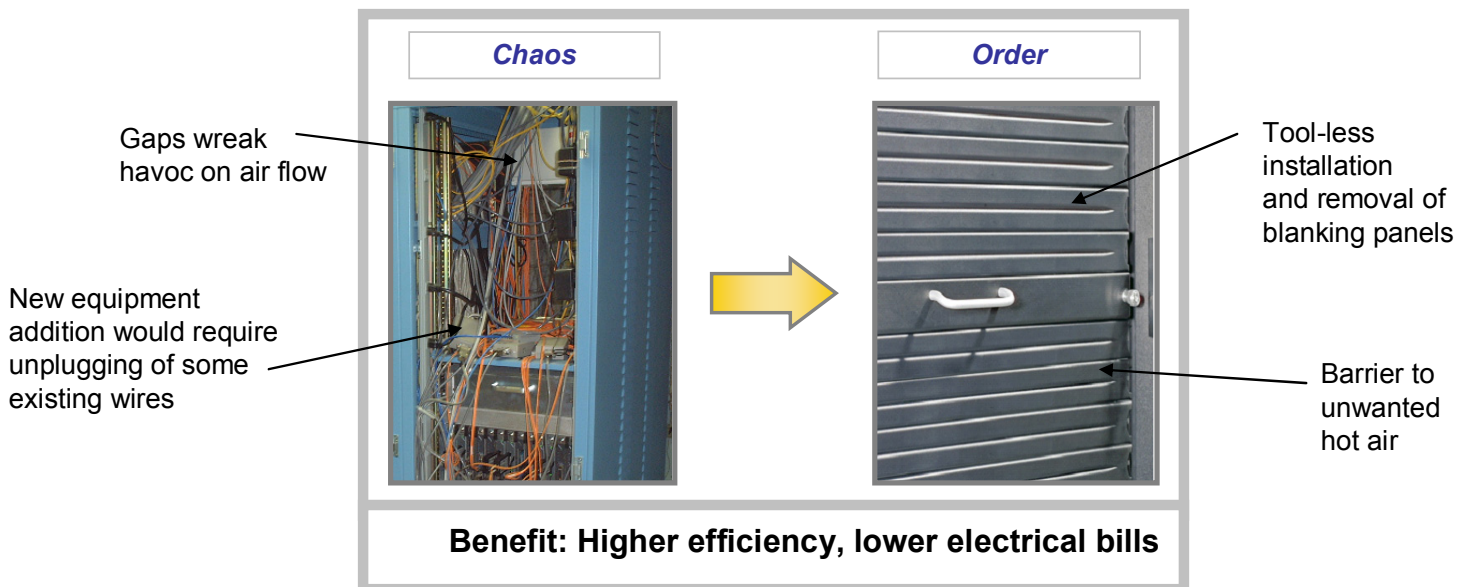 Chaos
Order
Gaps wreak
havoc on air flow
New equipment
addition would require
unplugging of some
existing wires
Tool-less
installation
and removal of
blanking panels
Barrier to
unwanted
hot air
Benefit: Higher efficiency, lower electrical bills